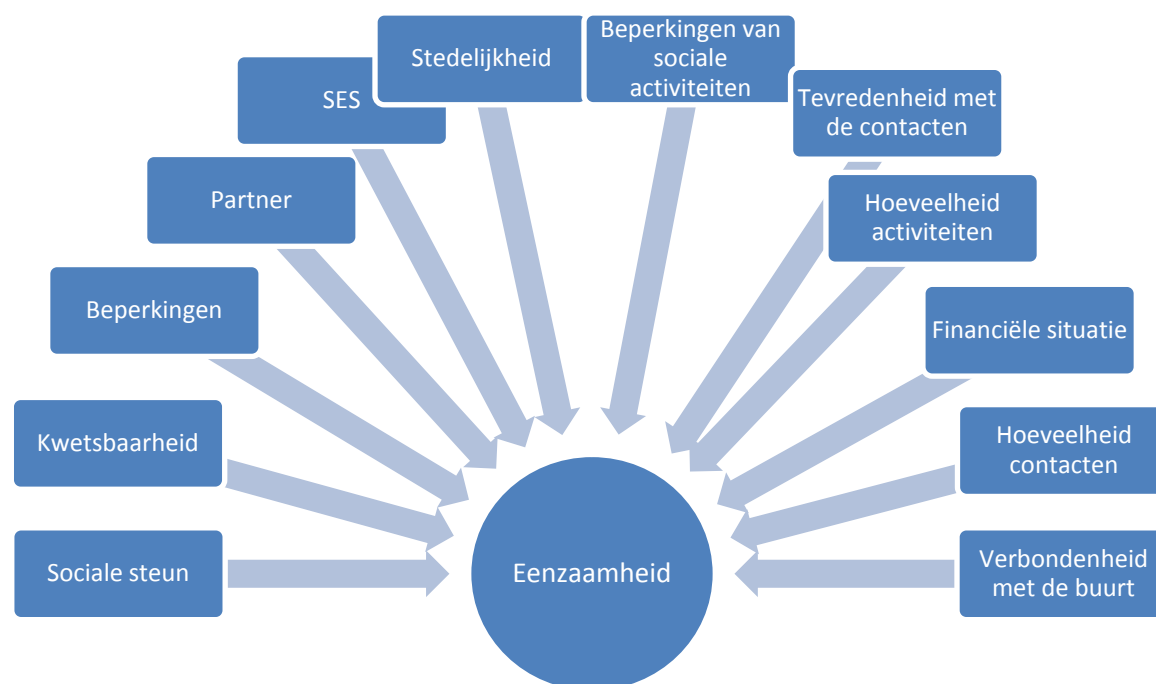 Beperkingen van
sociale
activiteiten
Stedelijkheid
SES
Tevredenheid met
de contacten
Partner
Hoeveelheid
activiteiten
Beperkingen
Financiële situatie
Kwetsbaarheid
Hoeveelheid
contacten
Sociale steun
Eenzaamheid
Verbondenheid
met de buurt